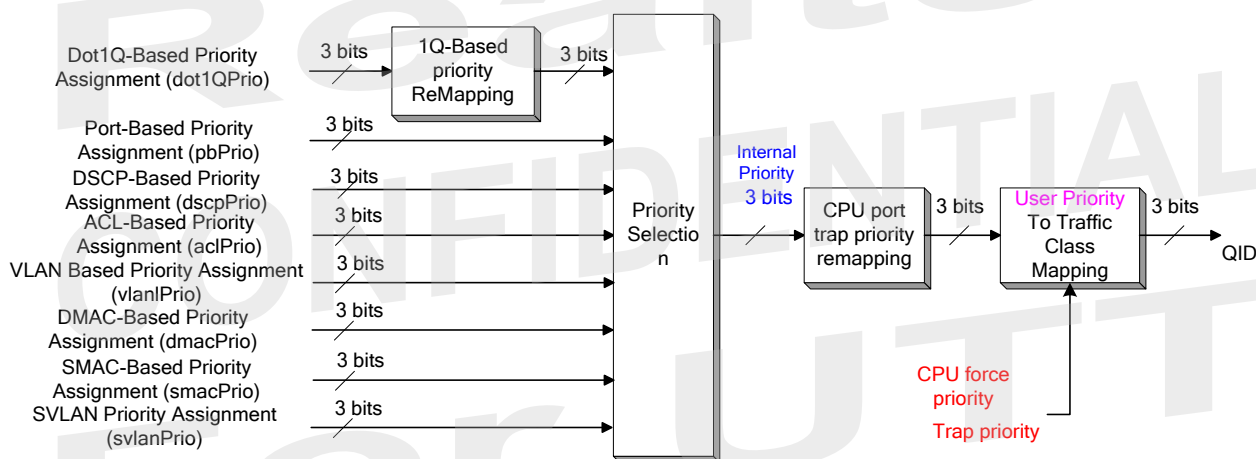 Dot1Q-Based Priority
Assignment (dot1QPrio)
3 bits
1Q-Based
priority
ReMapping
3 bits
Port-Based Priority
Assignment (pbPrio)
3 bits
DSCP-Based Priority
Assignment (dscpPrio)
3 bits
ACL-Based Priority
Assignment (aclPrio)
3 bits
VLAN Based Priority Assignment
(vlanIPrio)
3 bits
DMAC-Based Priority
Assignment (dmacPrio)
3 bits
SMAC-Based Priority
Assignment (smacPrio)
3 bits
SVLAN Priority Assignment
(svlanPrio)
3 bits
Priority
Selectio
n
Internal
Priority
3 bits
CPU port
trap priority
remapping
3 bits
User Priority
To Traffic
Class
Mapping
3 bits
QID
CPU force
priority
Trap priority
CONFIDENTIAL
For UTT